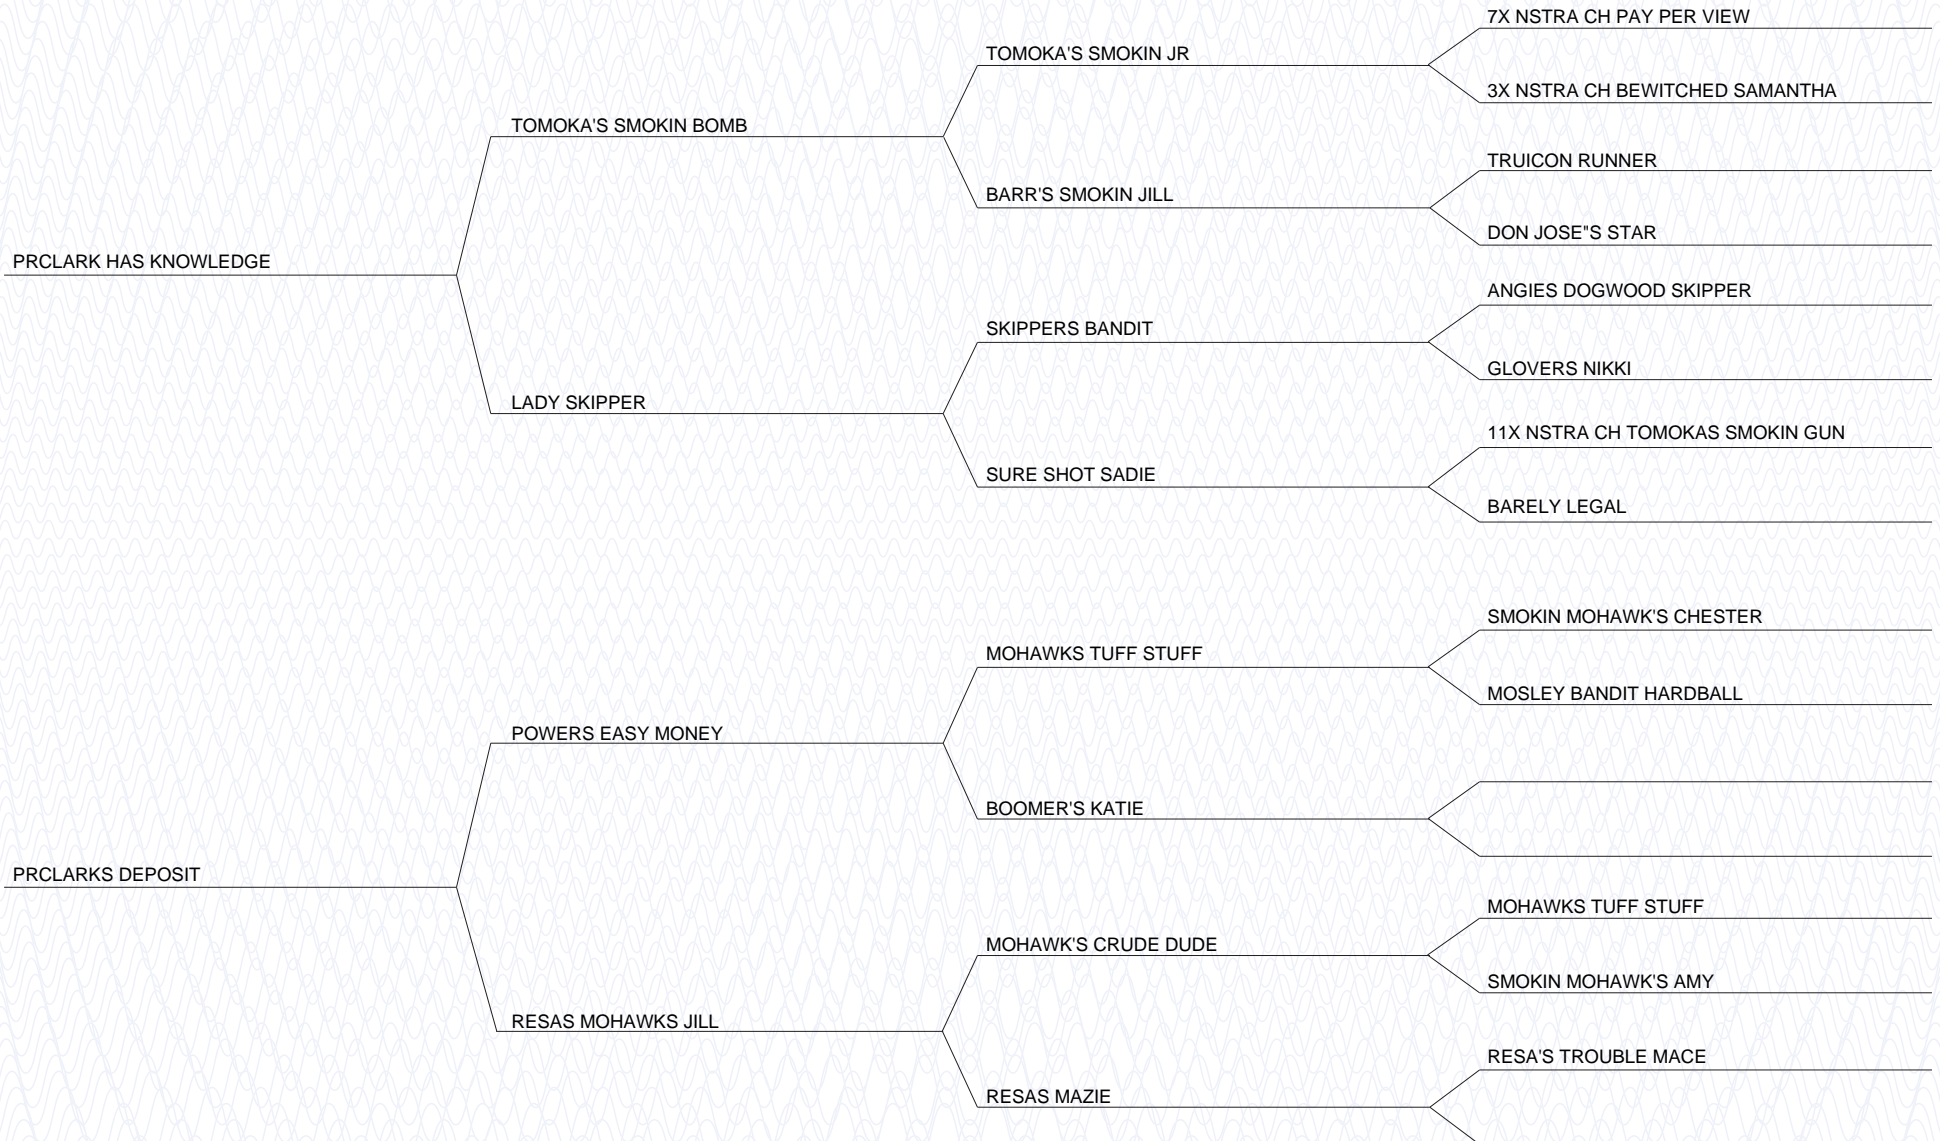 7X NSTRA CH PAY PER VIEW
TOMOKA'S SMOKIN JR
3X NSTRA CH BEWITCHED SAMANTHA
TOMOKA'S SMOKIN BOMB
TRUICON RUNNER
BARR'S SMOKIN JILL
DON JOSE"S STAR
PRCLARK HAS KNOWLEDGE
ANGIES DOGWOOD SKIPPER
SKIPPERS BANDIT
GLOVERS NIKKI
LADY SKIPPER
11X NSTRA CH TOMOKAS SMOKIN GUN
SURE SHOT SADIE
BARELY LEGAL
SMOKIN MOHAWK'S CHESTER
MOHAWKS TUFF STUFF
MOSLEY BANDIT HARDBALL
POWERS EASY MONEY
BOOMER'S KATIE
PRCLARKS DEPOSIT
MOHAWKS TUFF STUFF
MOHAWK'S CRUDE DUDE
SMOKIN MOHAWK'S AMY
RESAS MOHAWKS JILL
RESA'S TROUBLE MACE
RESAS MAZIE